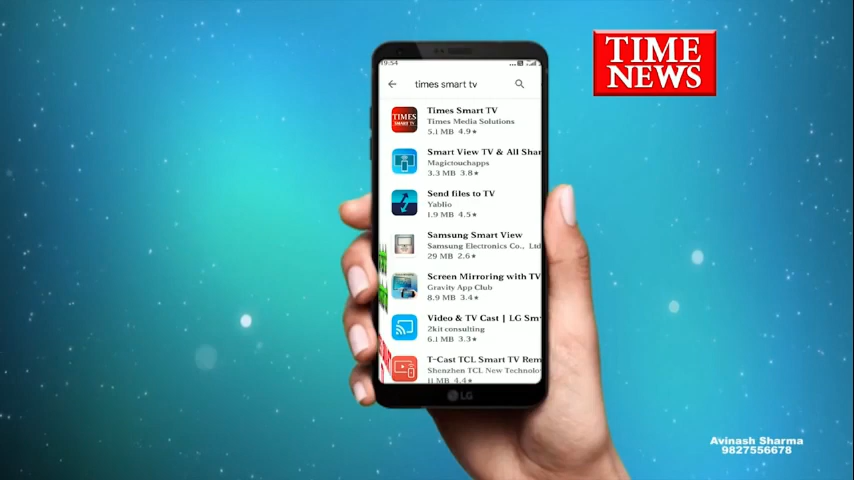 TIME
NEWS
19:54
times smart tv
Times Smart TV
Times Media Solutions
5.1 MB 4.9★
Smart View TV & All Shar
Magictouchapps
3.3 MB 3.8★
Send files to TV
Yablio
1.9 MB 4.5★
Samsung Smart View
Samsung Electronics Co., Ltd
29 MB 2.6★
Screen Mirroring with TV
Gravity App Club
8.9 MB 3.4★
Video & TV Cast | LG Sm
2kit consulting
6.1 MB 3.3★
T-Cast TCL Smart TV Rem
Shenzhen TCL New Technolo
11 MB 4.4★
TIMES
SMART TV
LG
Avinash Sharma
9827556678